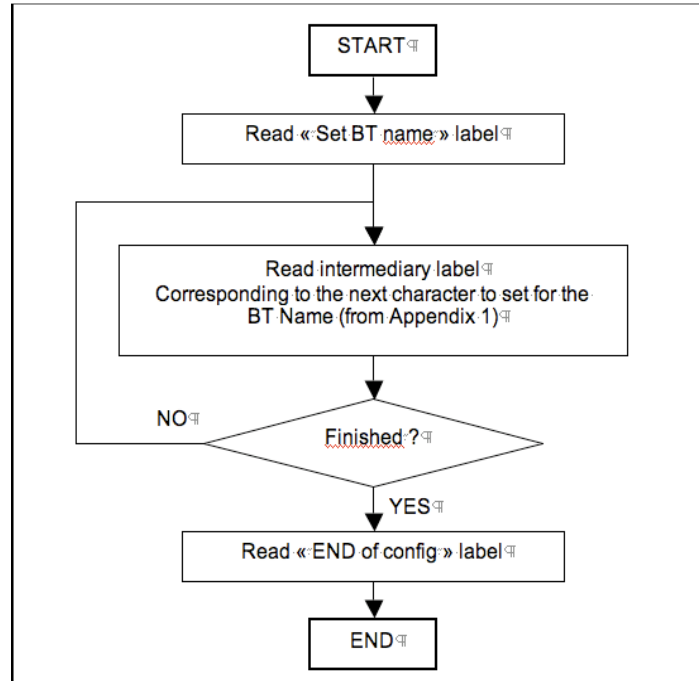 START¶
Read « Set BT name » label¶
Read intermediary label¶
Corresponding to the next character to set for the
BT Name (from Appendix 1)¶
NO¶
Finished ?¶
YES¶
Read « END of config » label¶
END¶